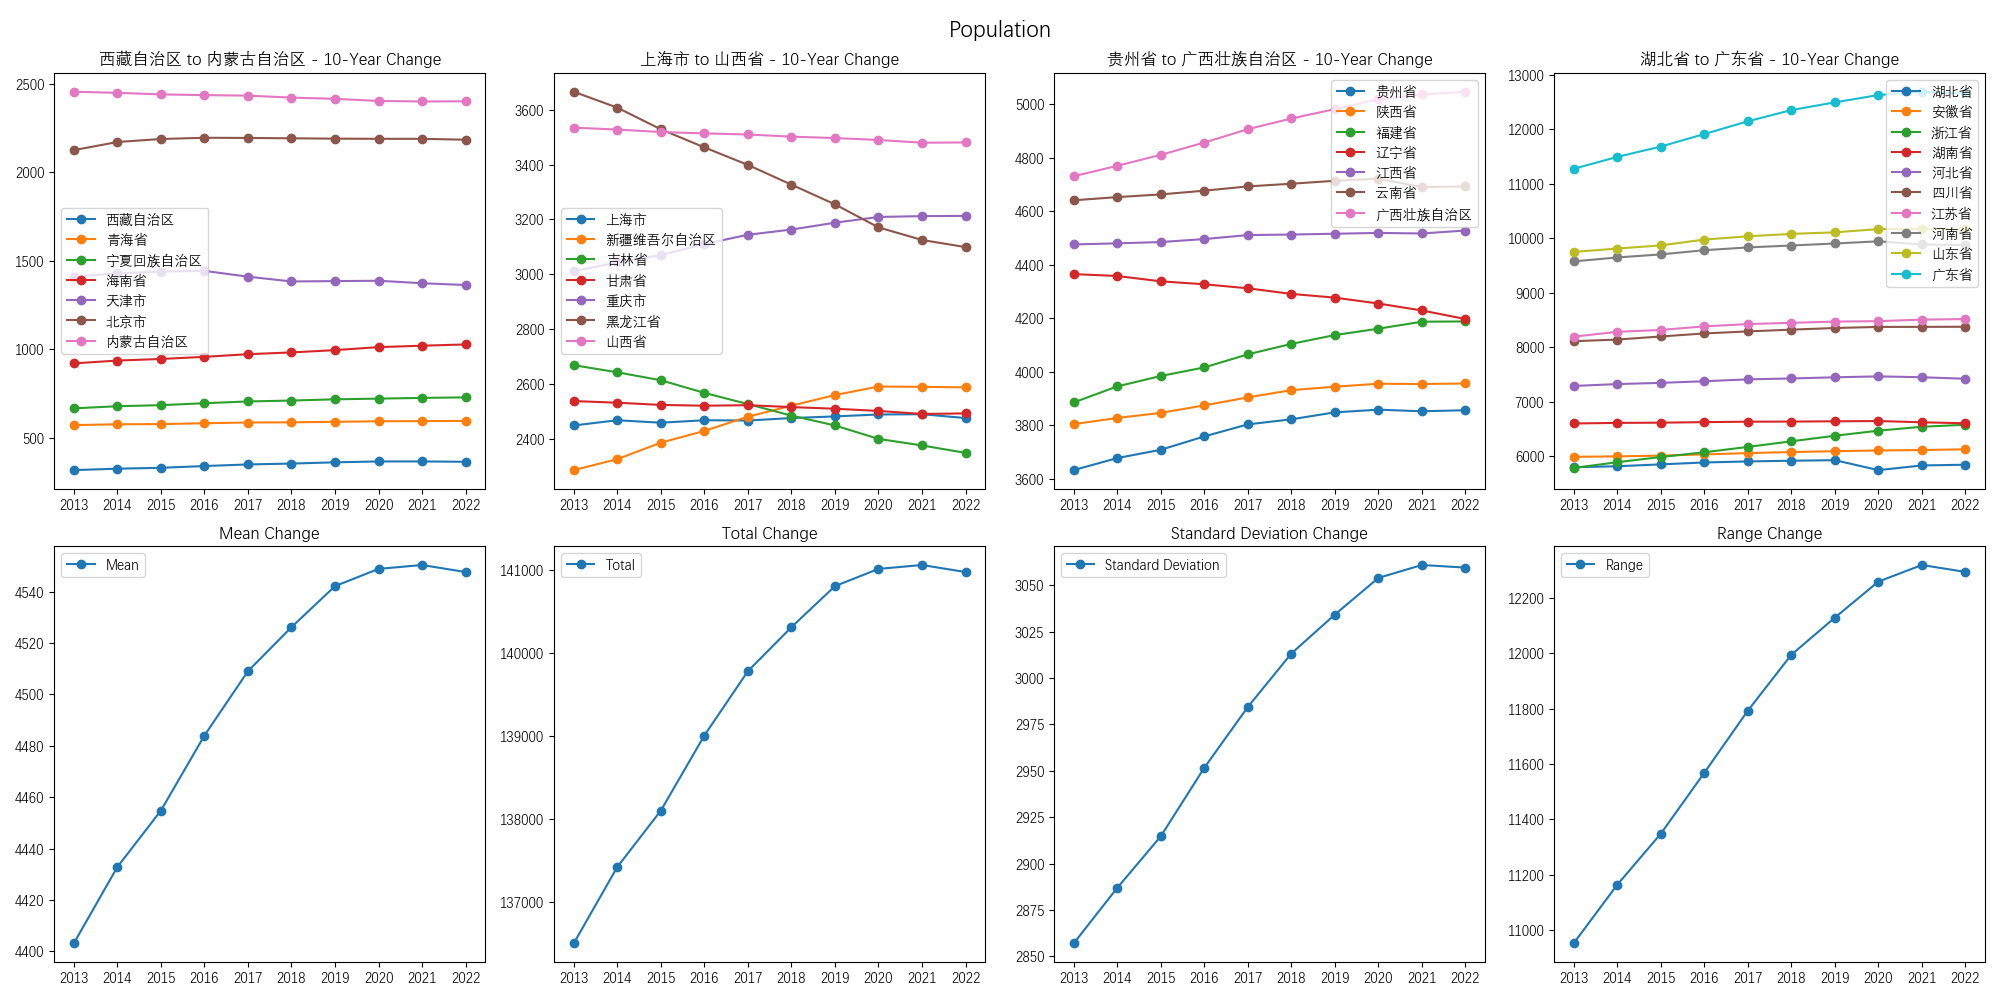 Population
西藏自治区 to 内蒙古自治区 - 10-Year Change
2500
2000
1500
1000
500
西藏自治区
青海省
宁夏回族自治区
海南省
天津市
北京市
内蒙古自治区
2013 2014 2015 2016 2017 2018 2019 2020 2021 2022
上海市 to 山西省 - 10-Year Change
3600
3400
3200
3000
2800
2600
2400
上海市
新疆维吾尔自治区
吉林省
甘肃省
重庆市
黑龙江省
山西省
2013 2014 2015 2016 2017 2018 2019 2020 2021 2022
贵州省 to 广西壮族自治区 - 10-Year Change
5000
4800
4600
4400
4200
4000
3800
3600
贵州省
陕西省
福建省
辽宁省
江西省
云南省
广西壮族自治区
2013 2014 2015 2016 2017 2018 2019 2020 2021 2022
湖北省 to 广东省 - 10-Year Change
13000
12000
11000
10000
9000
8000
7000
6000
湖北省
安徽省
浙江省
湖南省
河北省
四川省
江苏省
河南省
山东省
广东省
2013 2014 2015 2016 2017 2018 2019 2020 2021 2022
Mean Change
Mean
4540
4520
4500
4480
4460
4440
4420
4400
2013 2014 2015 2016 2017 2018 2019 2020 2021 2022
Total Change
Total
141000
140000
139000
138000
137000
2013 2014 2015 2016 2017 2018 2019 2020 2021 2022
Standard Deviation Change
Standard Deviation
3050
3025
3000
2975
2950
2925
2900
2875
2850
2013 2014 2015 2016 2017 2018 2019 2020 2021 2022
Range Change
Range
12200
12000
11800
11600
11400
11200
11000
2013 2014 2015 2016 2017 2018 2019 2020 2021 2022